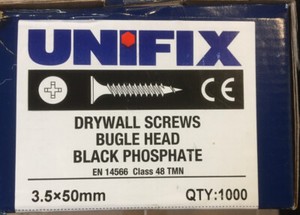 UNIFIX
CE
DRYWALL SCREWS
BUGLE HEAD
BLACK PHOSPHATE
EN 14566 Class 48 TMN
3.5×50mm QTY:1000